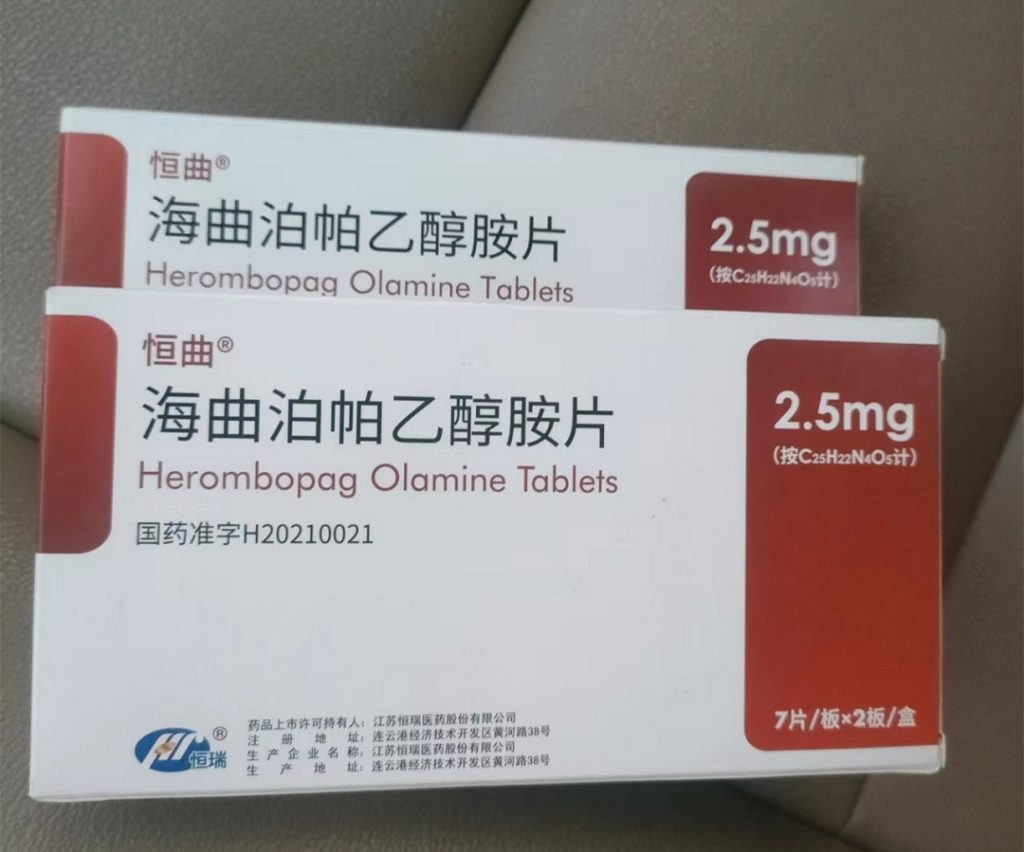 恒曲®
海曲泊帕乙醇胺片
Herombopag Olamine Tablets
2.5mg
(按C25H22N4O5计)
恒曲®
海曲泊帕乙醇胺片
Herombopag Olamine Tablets
国药准字H20210021
2.5mg
(按C25H22N4O5计)
7片/板×2板/盒
恒瑞®
药品上市许可持有人：江苏恒瑞医药股份有限公司
注册地址：连云港经济技术开发区黄河路38号
生产企业名称：江苏恒瑞医药股份有限公司
生产地址：连云港经济技术开发区黄河路38号